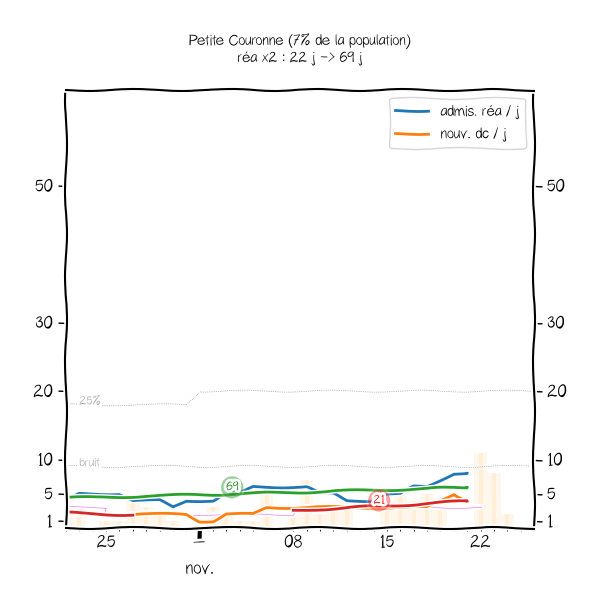 Petite Couronne (7% de la population)
réa x2 : 22 j -> 69 j
admis. réa / j
nouv. dc / j
50 50
30 30
20 20
25%
10 10
bruit
69
5 5
21
1 1
25 1 08 15 22
nov.